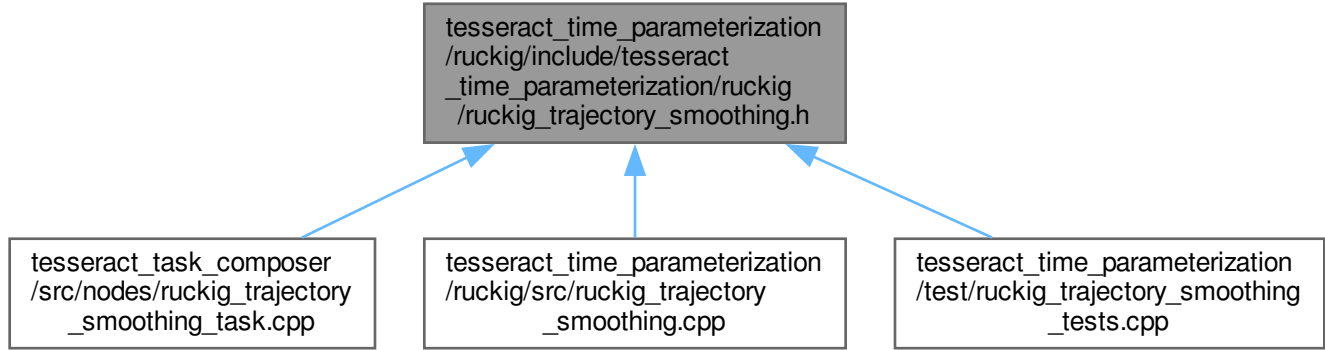 tesseract_time_parameterization
/ruckig/include/tesseract
_time_parameterization/ruckig
/ruckig_trajectory_smoothing.h
tesseract_task_composer
/src/nodes/ruckig_trajectory
_smoothing_task.cpp
tesseract_time_parameterization
/ruckig/src/ruckig_trajectory
_smoothing.cpp
tesseract_time_parameterization
/test/ruckig_trajectory_smoothing
_tests.cpp